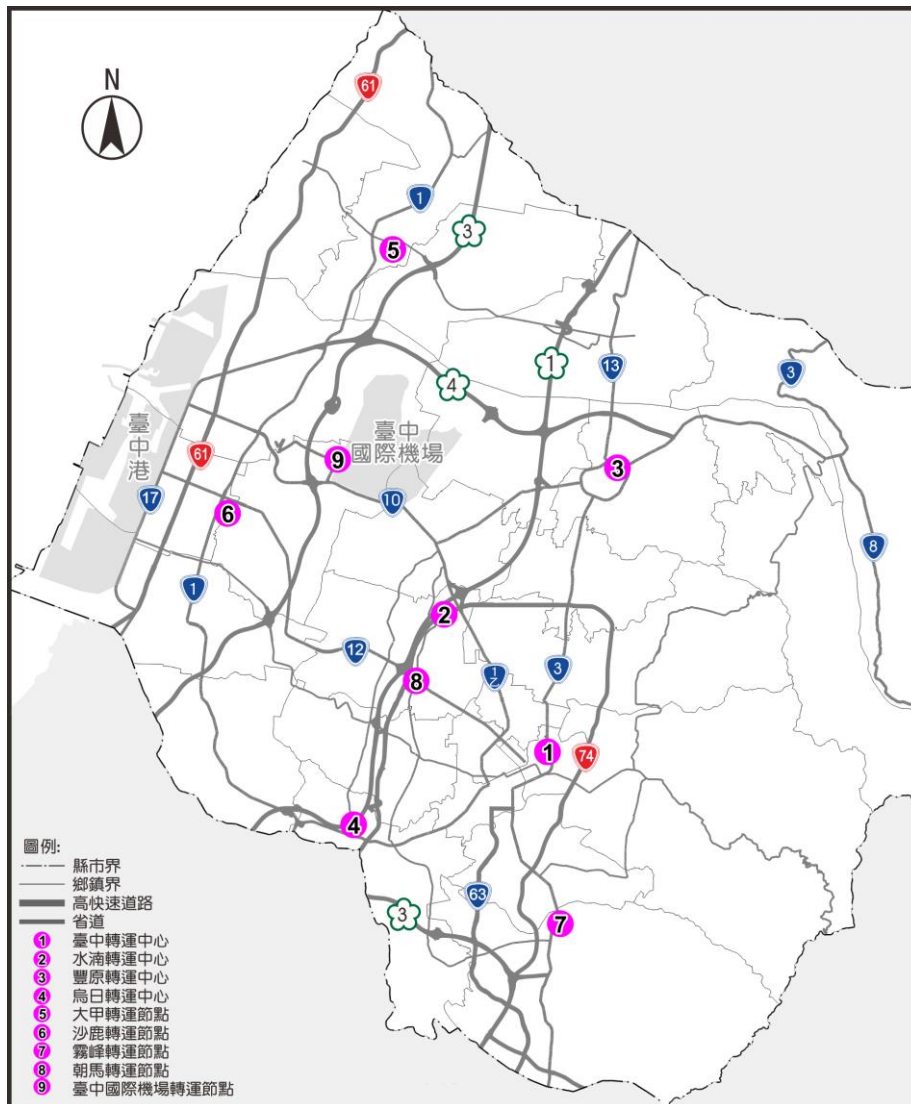 N
61
1
3
5
1
13
3
4
臺中港
臺中
國際機場
9
3
61
17
6
10
8
1
2
12
8
1乙
3
1
74
4
63
3
7
圖例:
縣市界
鄉鎮界
高快速道路
省道
1 臺中轉運中心
2 水湳轉運中心
3 豐原轉運中心
4 烏日轉運中心
5 大甲轉運節點
6 沙鹿轉運節點
7 霧峰轉運節點
8 朝馬轉運節點
9 臺中國際機場轉運節點